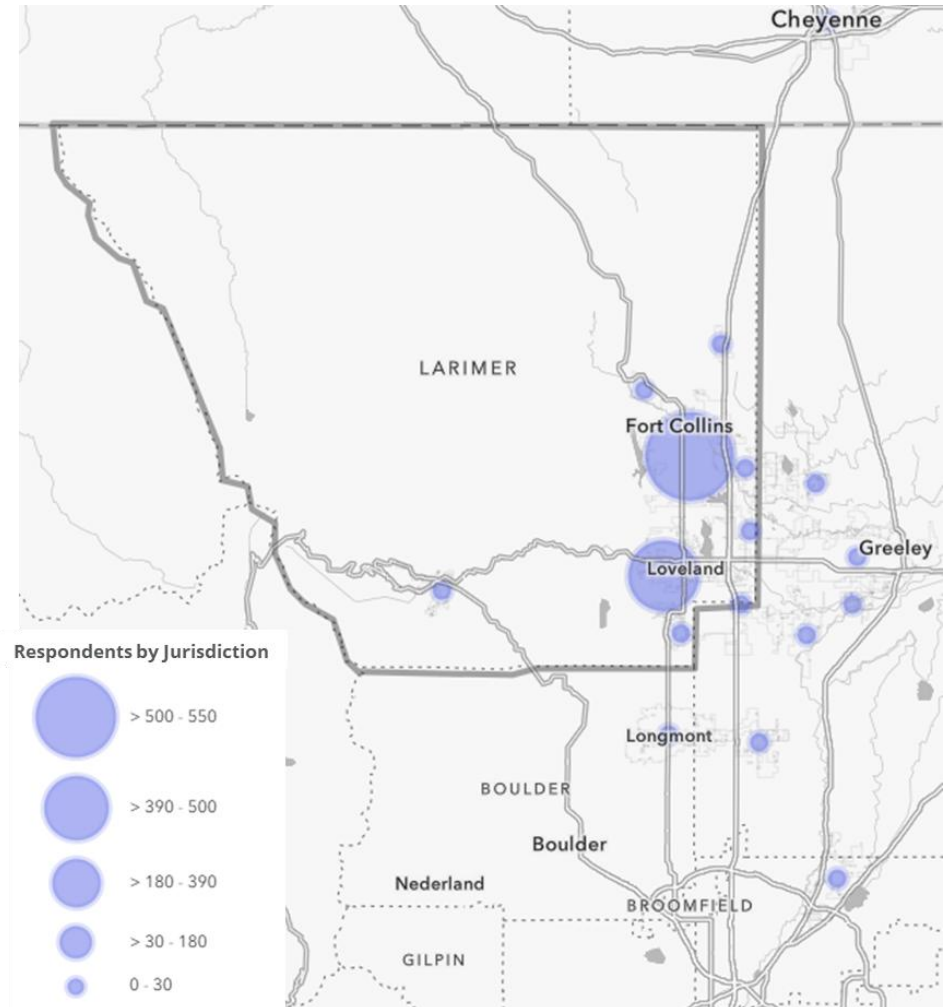 Cheyenne
LARIMER
Fort Collins
Greeley
Loveland
Respondents by Jurisdiction
> 500 - 550
> 390 - 500
> 180 - 390
> 30 - 180
0 - 30
Longmont
BOULDER
Boulder
Nederland
BROOMFIELD
GILPIN